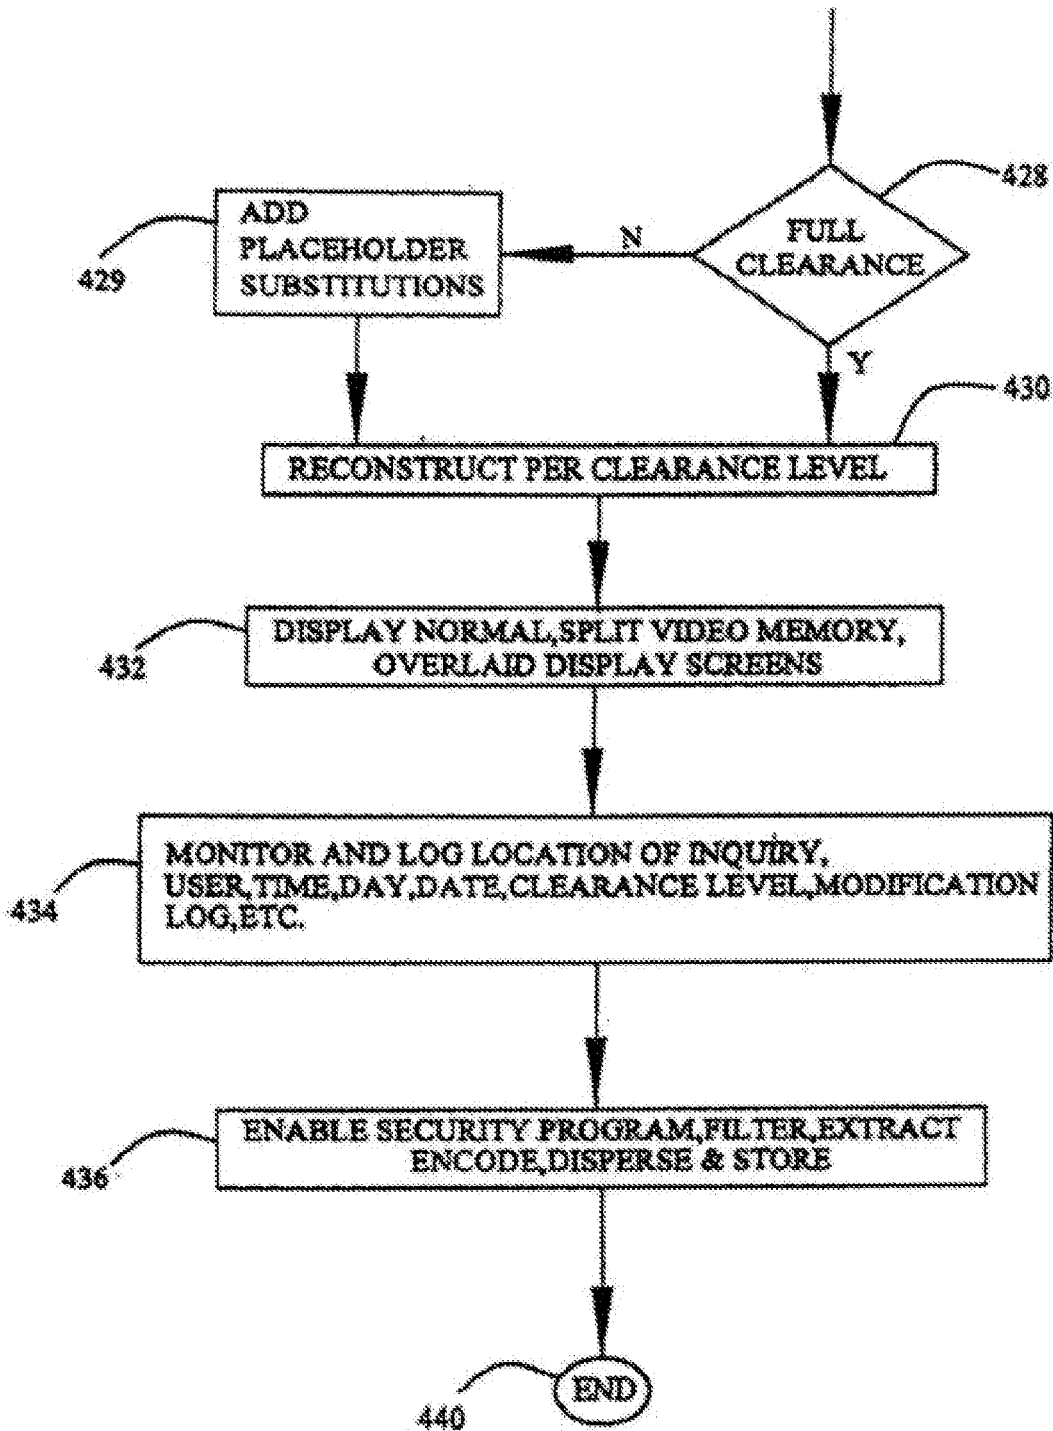 428
FULL
CLEARANCE
N
Y
ADD
PLACEHOLDER
SUBSTITUTIONS
429
430
RECONSTRUCT PER CLEARANCE LEVEL
DISPLAY NORMAL,SPLIT VIDEO MEMORY,
OVERLAID DISPLAY SCREENS
432
MONITOR AND LOG LOCATION OF INQUIRY,
USER,TIME,DAY,DATE,CLEARANCE LEVEL,MODIFICATION
LOG,ETC.
434
ENABLE SECURITY PROGRAM,FILTER,EXTRACT
ENCODE,DISPERSE & STORE
436
END
440